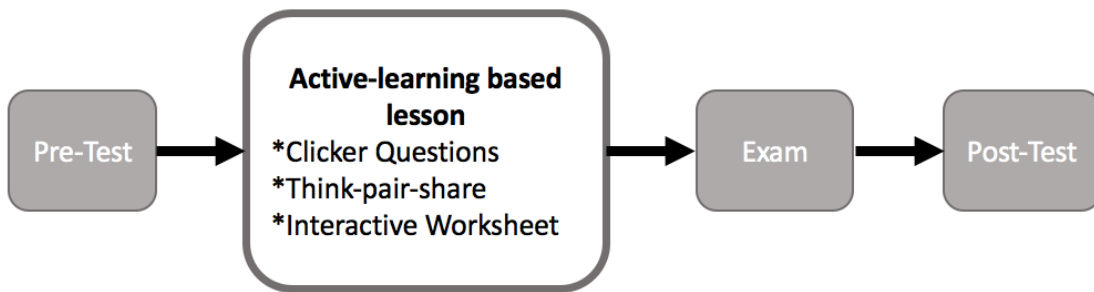 Pre-Test
Active-learning based
lesson
*Clicker Questions
*Think-pair-share
*Interactive Worksheet
Exam
Post-Test